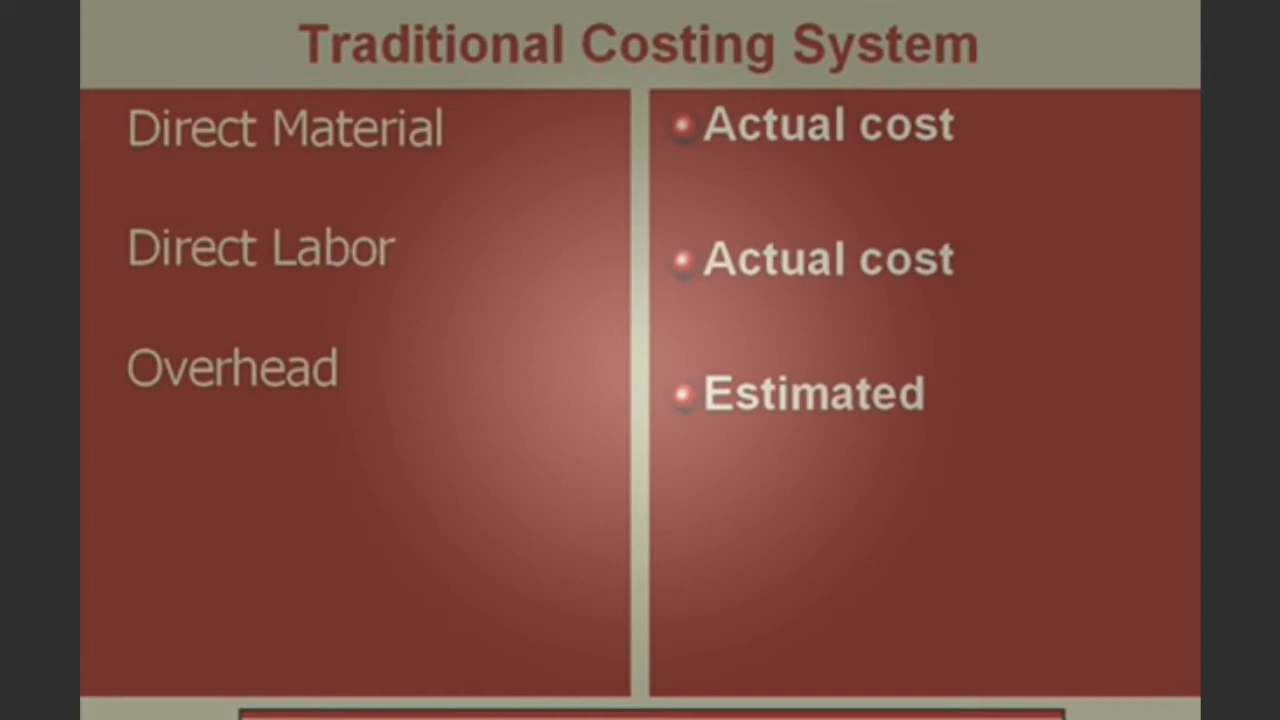 Traditional Costing System
Direct Material
Direct Labor
Overhead
Actual cost
Actual cost
Estimated